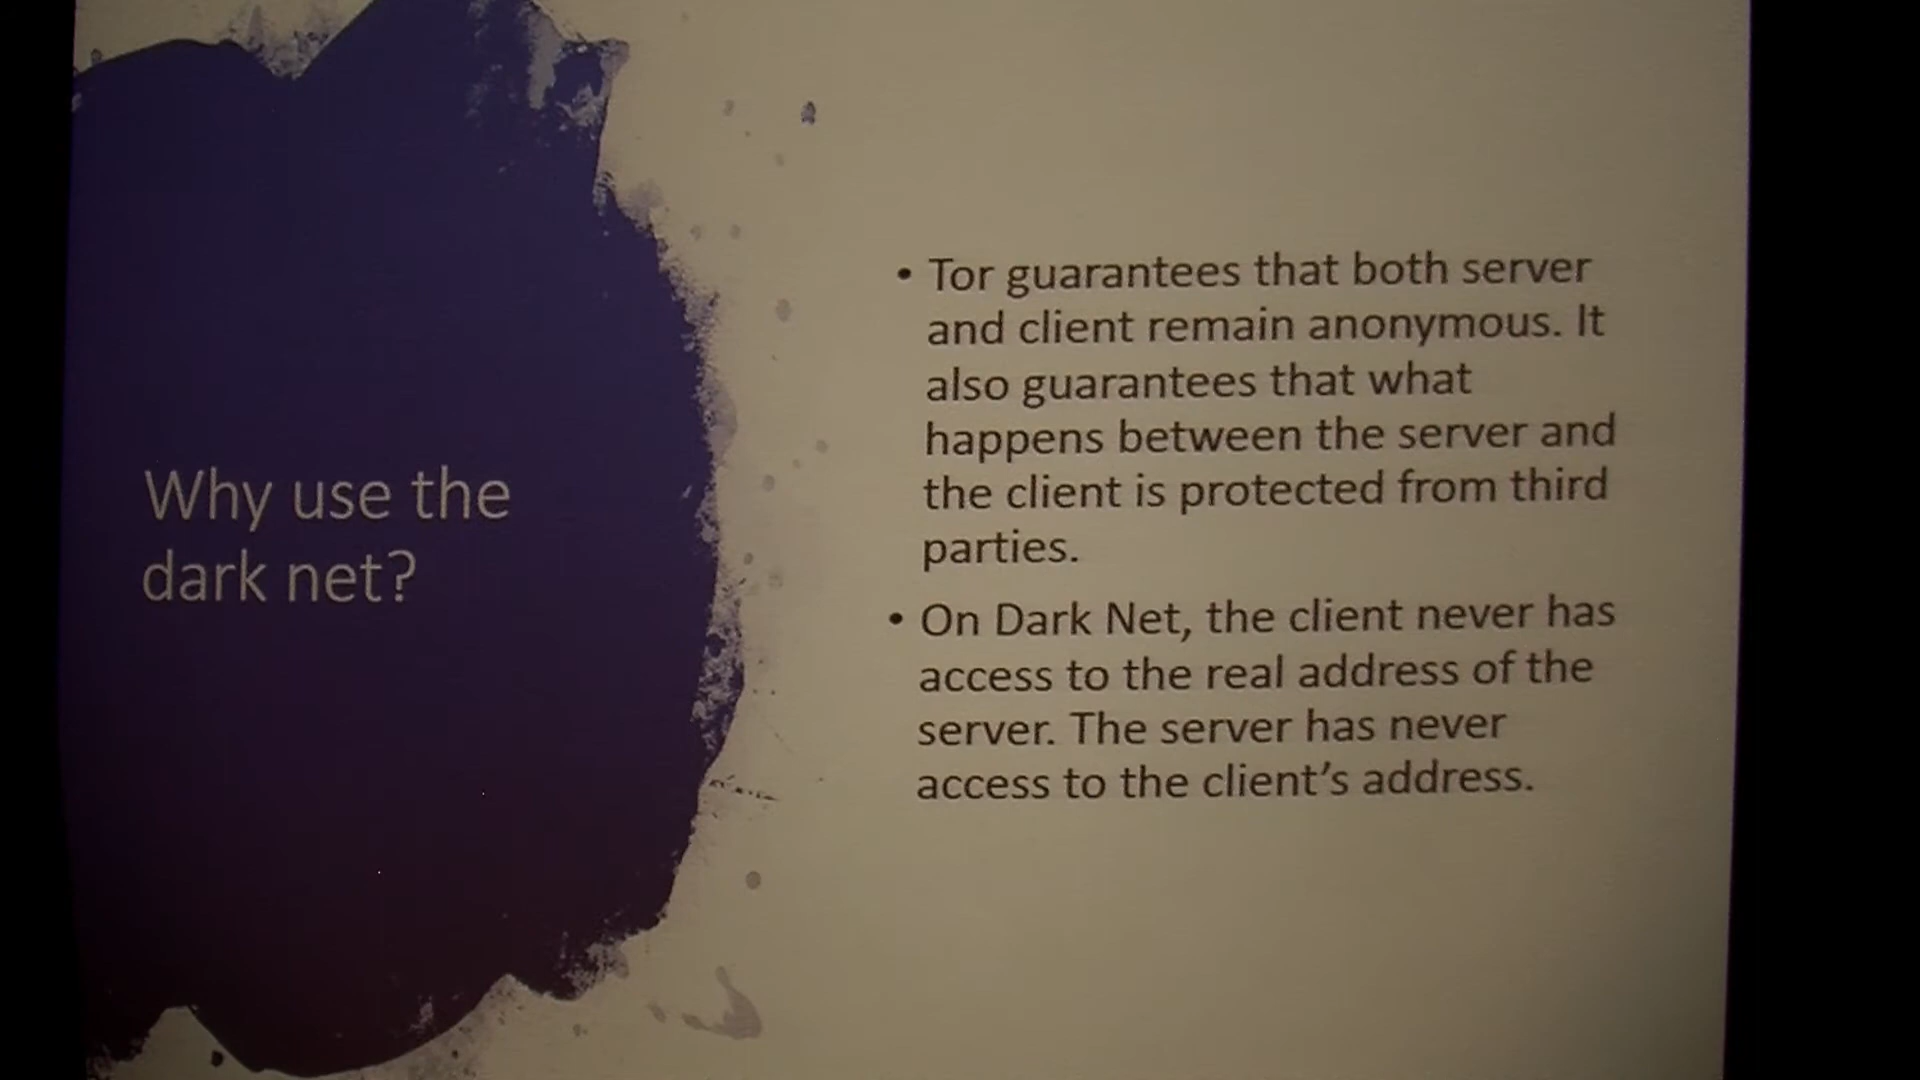 Why use the
dark net?
• Tor guarantees that both server
and client remain anonymous. It
also guarantees that what
happens between the server and
the client is protected from third
parties.
• On Dark Net, the client never has
access to the real address of the
server. The server has never
access to the client’s address.